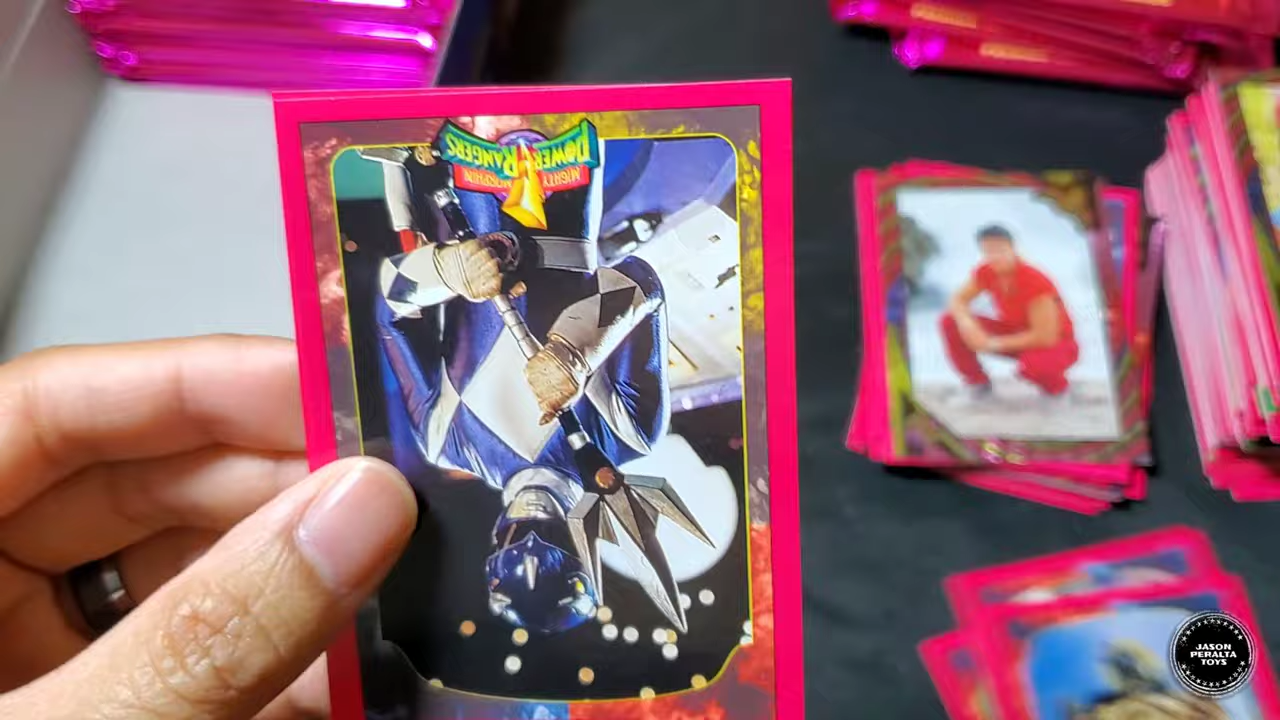 MIGHTY MORPHIN
POWER RANGERS
JASON
PERALTA
TOYS